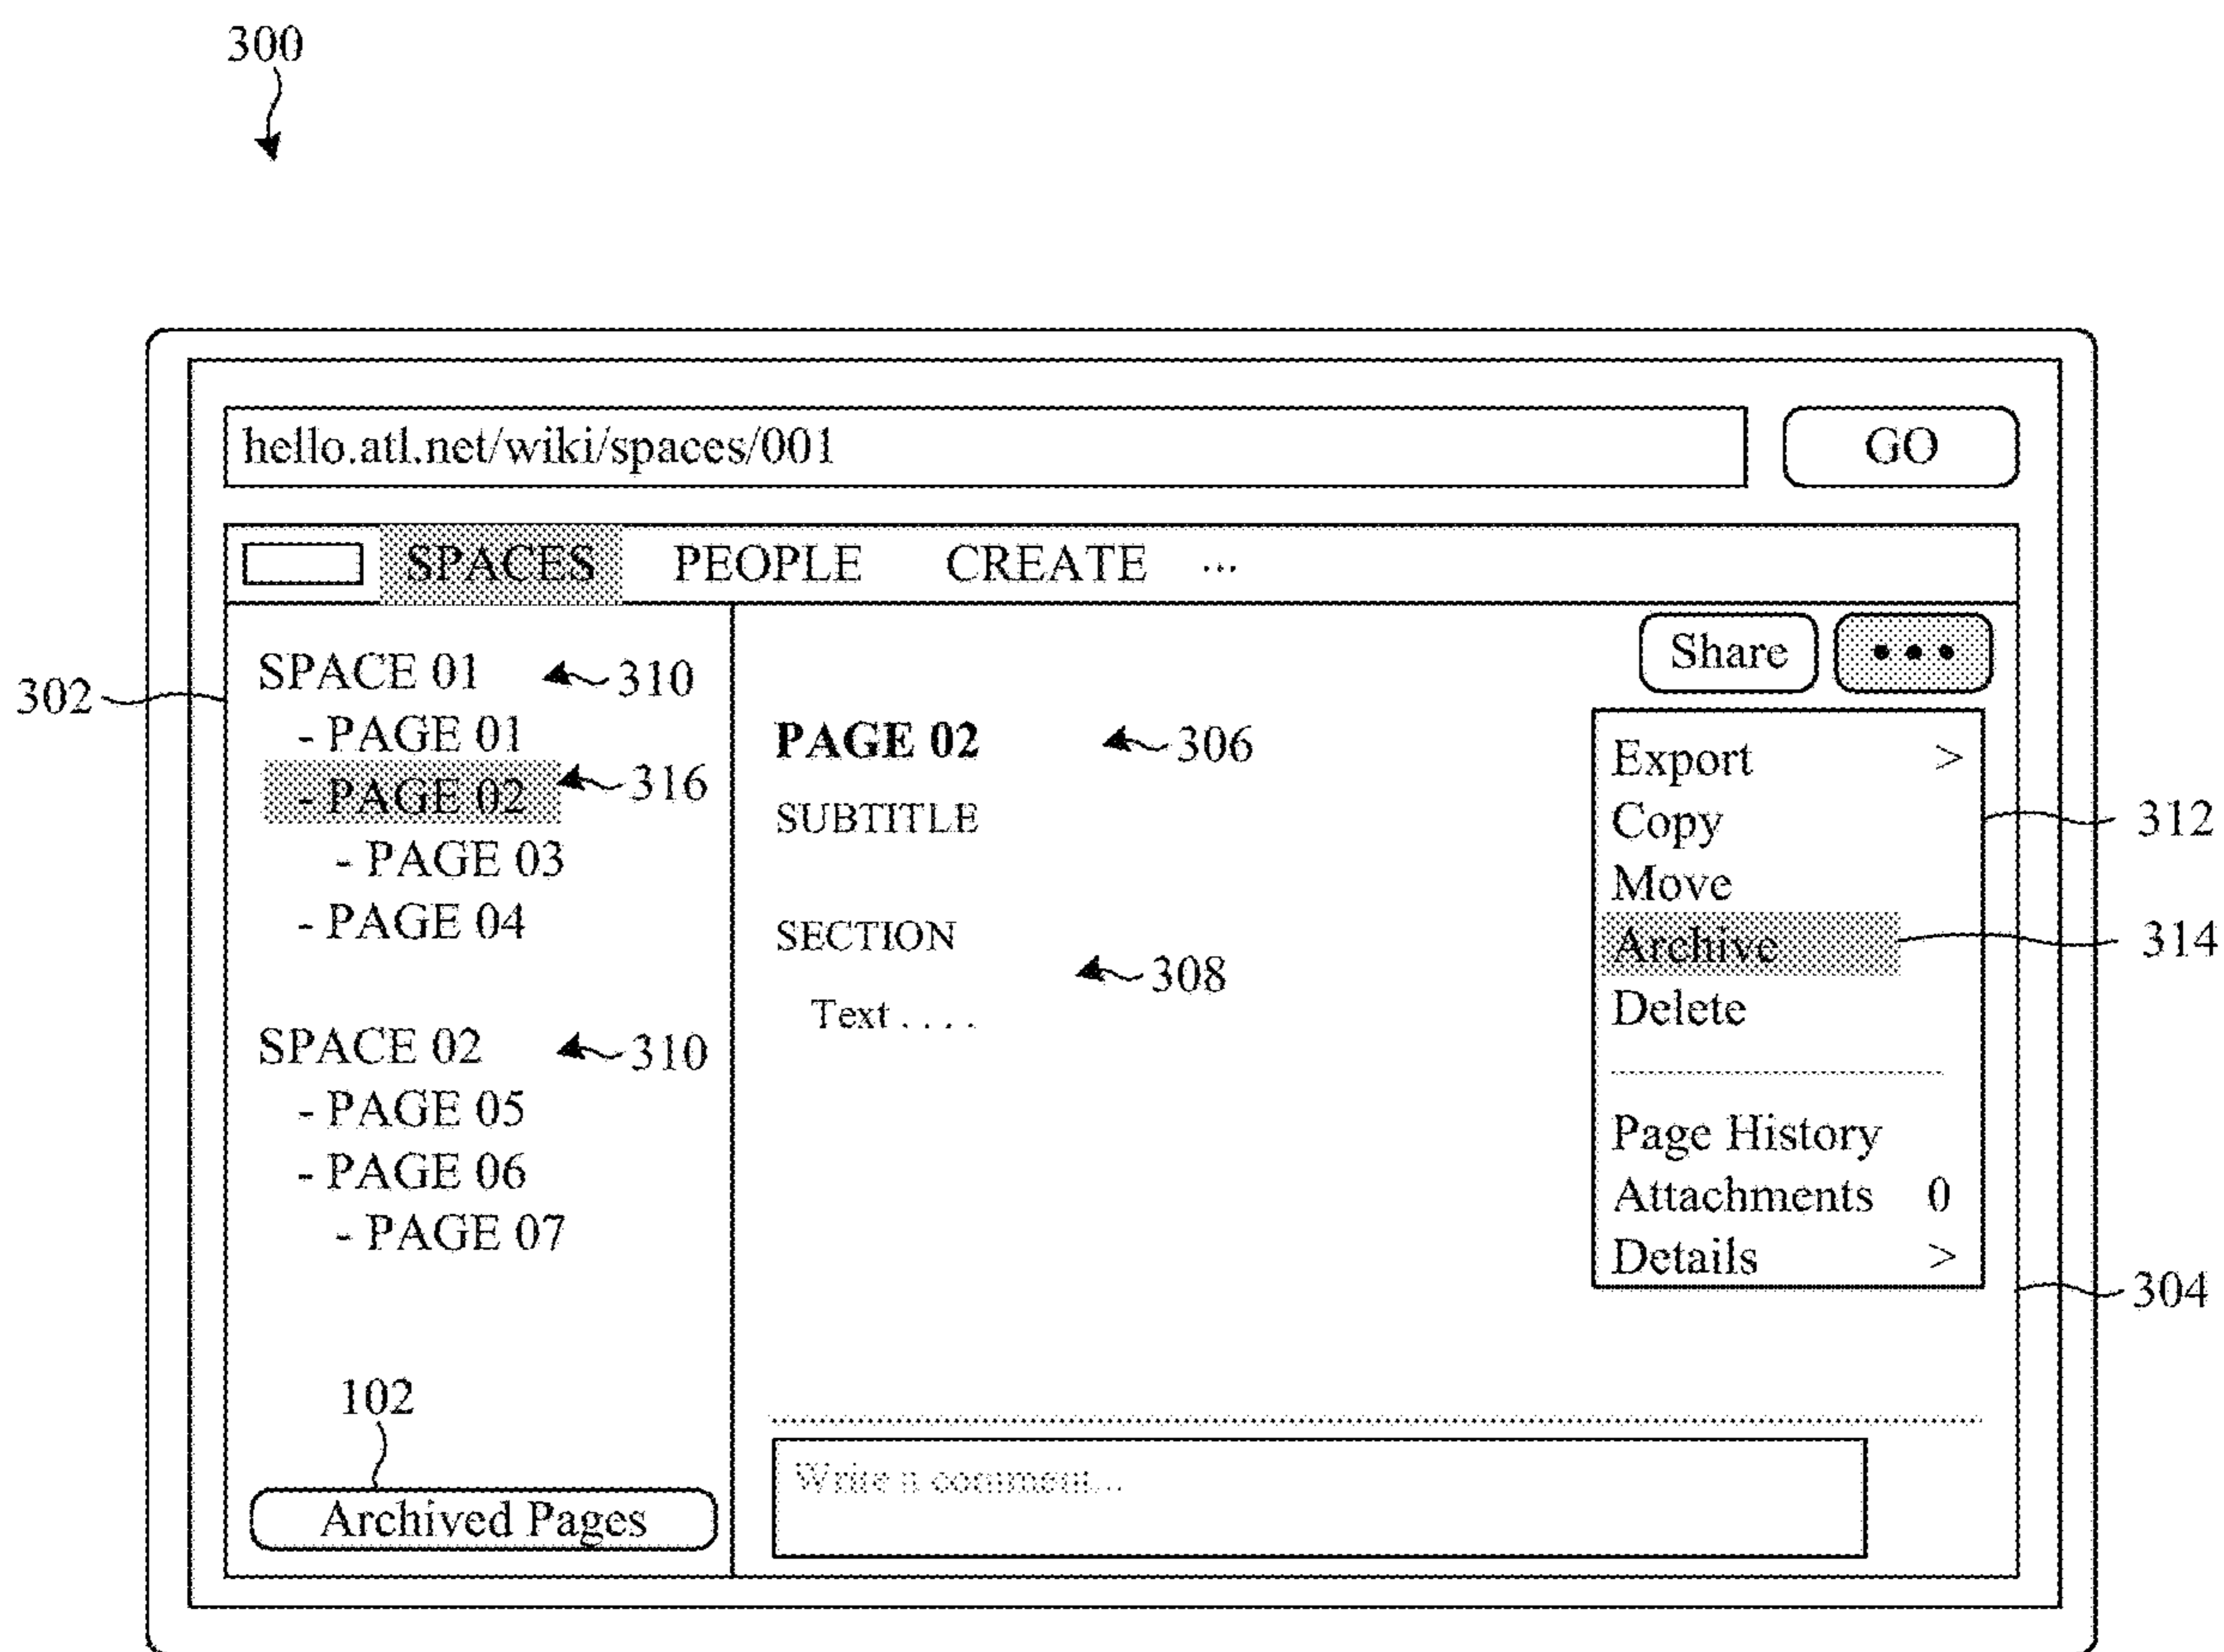 300
hello.atl.net/wiki/spaces/001 GO
SPACES PEOPLE CREATE ...
302
SPACE 01 310
- PAGE 01
- PAGE 02 316
- PAGE 03
- PAGE 04
SPACE 02 310
- PAGE 05
- PAGE 06
- PAGE 07
102
Archived Pages
Share • • •
PAGE 02 306
SUBTITLE
SECTION
308
Text . . . .
Export >
Copy
312
Move
Archive 314
Delete
Page History
Attachments 0
Details >
304
Write a comment...